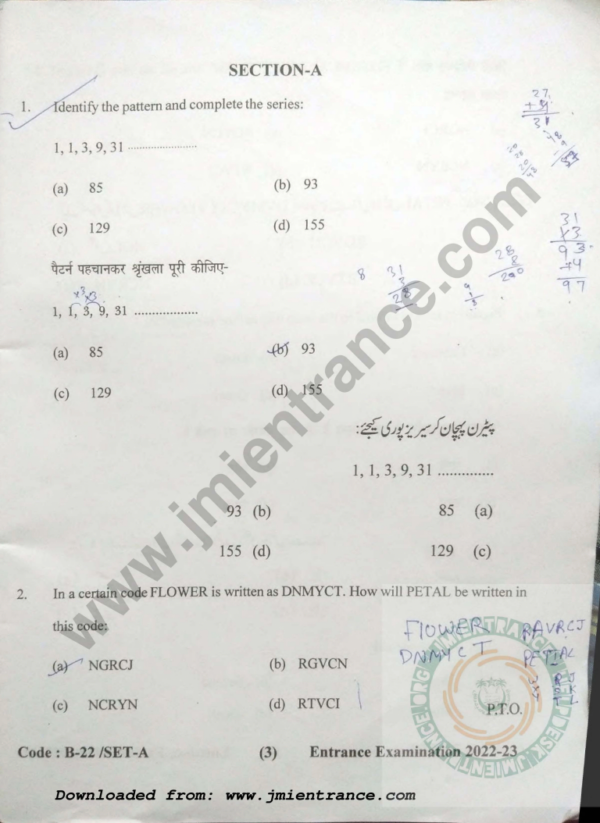 SECTION-A
1. Identify the pattern and complete the series:
1, 1, 3, 9, 31 ......................
(a) 85 (b) 93
(c) 129 (d) 155
पैटर्न पहचानकर श्रृंखला पूरी कीजिए-
1, 1, 3, 9, 31 ..................
(a) 85 (b) 93
(c) 129 (d) 155
پیٹرن پہچان کر سیریز پوری کیجئے:
1, 1, 3, 9, 31 ..............
93 (b) 85 (a)
155 (d) 129 (c)
2. In a certain code FLOWER is written as DNMYCT. How will PETAL be written in
this code:
(a) NGRCJ (b) RGVCN
(c) NCRYN (d) RTVCI
FLOWER
DNMYCT
PETAL
31
×3
93
+4
97
P.T.O.
Code : B-22 /SET-A (3) Entrance Examination 2022-23
Downloaded from: www.jmientrance.com
www.jmientrance.com